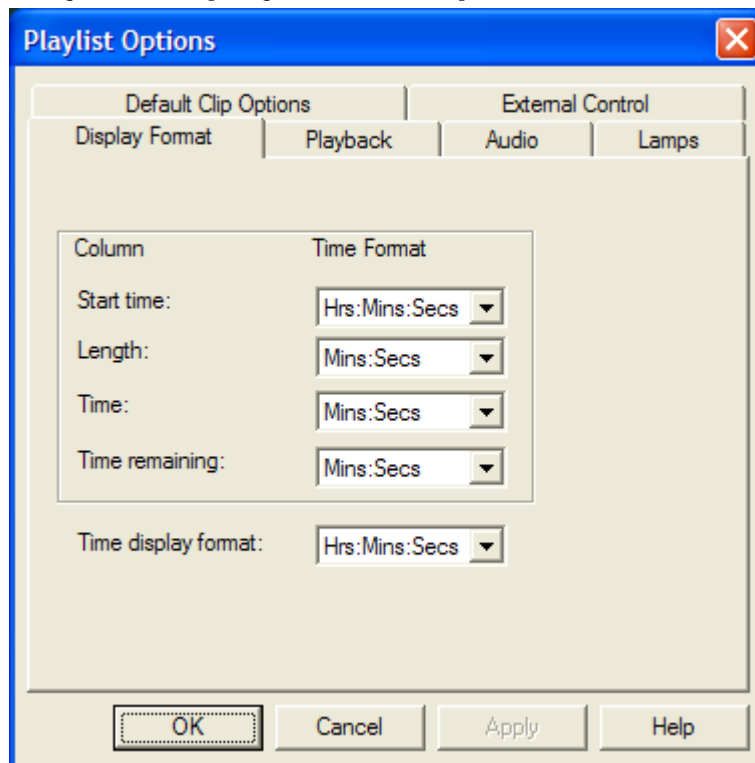 Playlist Options
Default Clip Options External Control
Display Format Playback Audio Lamps
Column Time Format
Start time: Hrs:Mins:Secs
Length: Mins:Secs
Time: Mins:Secs
Time remaining: Mins:Secs
Time display format: Hrs:Mins:Secs
OK Cancel Apply Help